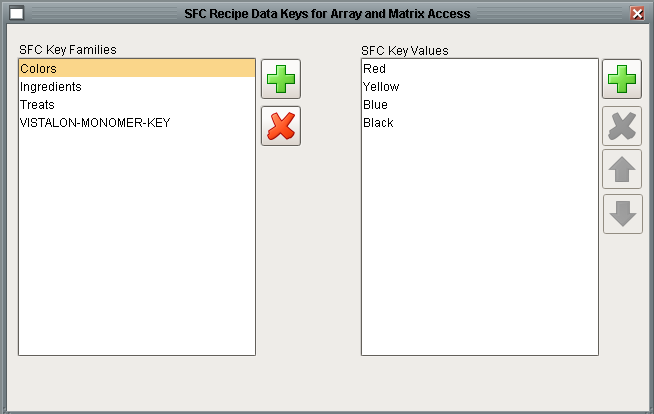 SFC Recipe Data Keys for Array and Matrix Access
SFC Key Families
Colors
Ingredients
Treats
VISTALON-MONOMER-KEY
SFC Key Values
Red
Yellow
Blue
Black